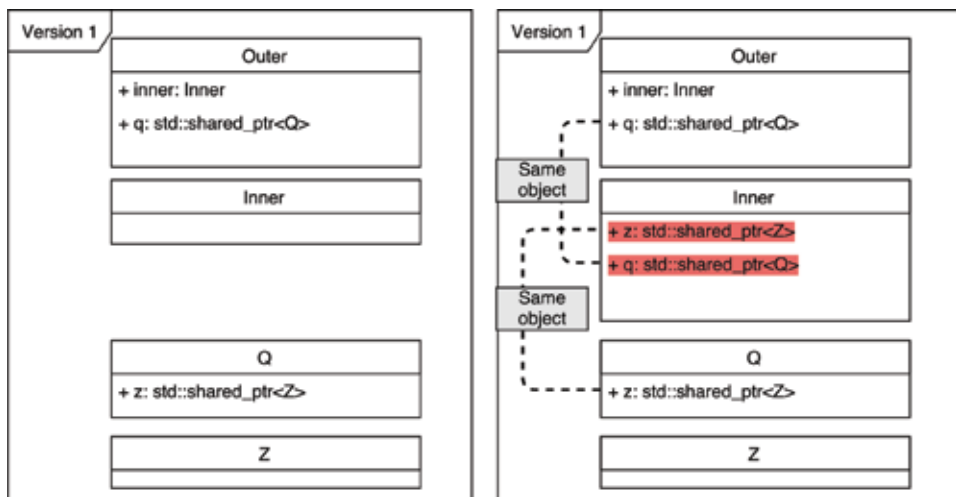 Version 1
Outer
+ inner: Inner
+ q: std::shared_ptr<Q>
Inner
Q
+ z: std::shared_ptr<Z>
Z
Version 1
Outer
+ inner: Inner
+ q: std::shared_ptr<Q>
Same
object
Inner
+ z: std::shared_ptr<Z>
+ q: std::shared_ptr<Q>
Same
object
Q
+ z: std::shared_ptr<Z>
Z